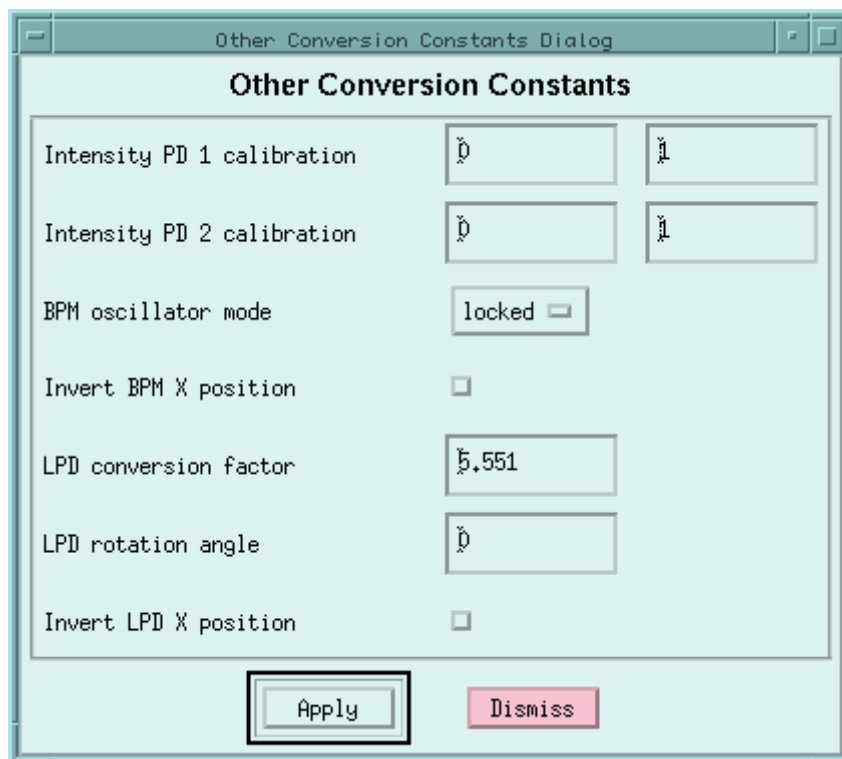 Other Conversion Constants Dialog
Other Conversion Constants
Intensity PD 1 calibration 0 1
Intensity PD 2 calibration 0 1
BPM oscillator mode locked
Invert BPM X position
LPD conversion factor 5.551
LPD rotation angle 0
Invert LPD X position
Apply Dismiss